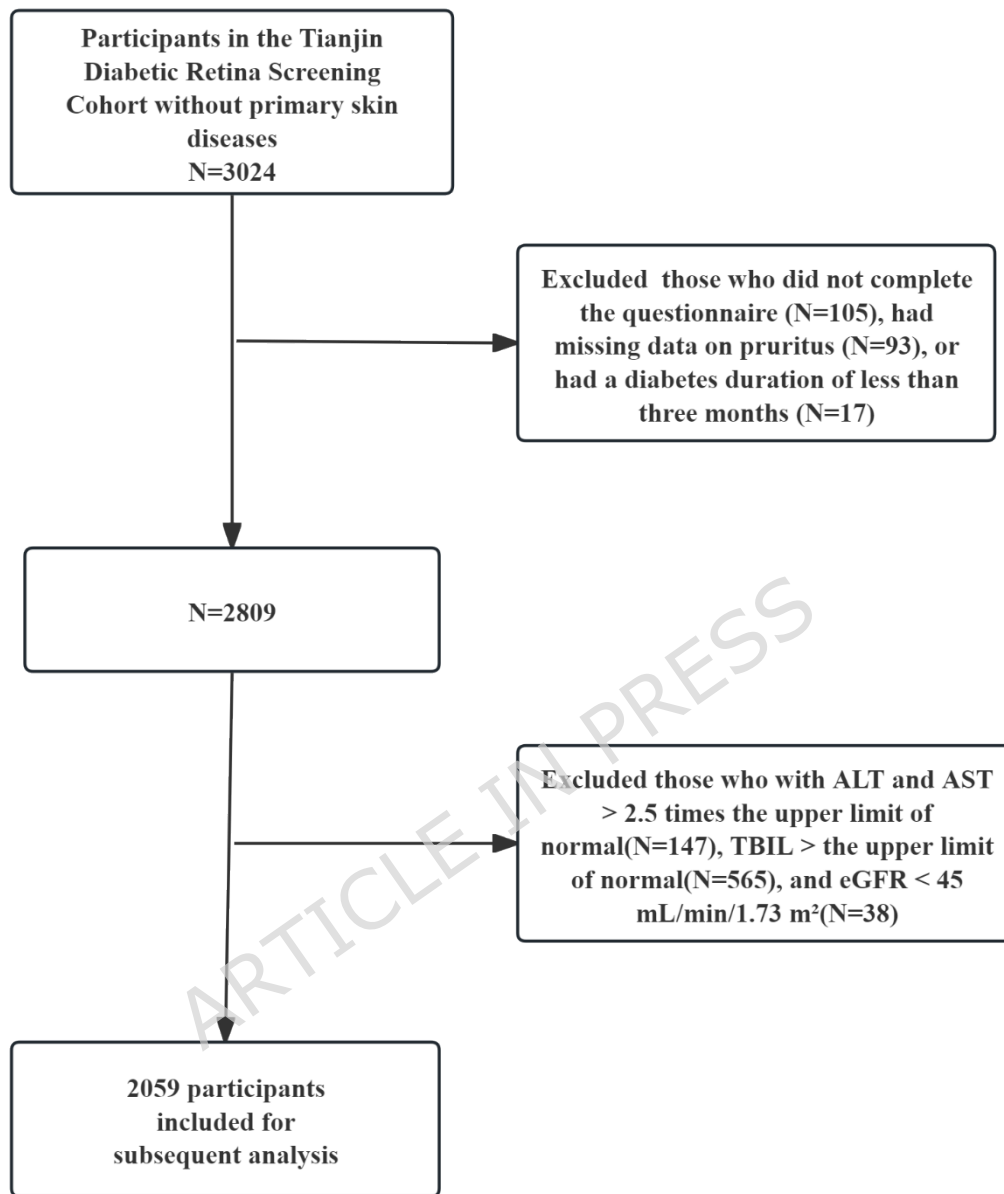 Participants in the Tianjin
Diabetic Retina Screening
Cohort without primary skin
diseases
N=3024
Excluded  those who did not complete
the questionnaire (N=105), had
missing data on pruritus (N=93), or
had a diabetes duration of less than
three months (N=17)
N=2809
Excluded those who with ALT and AST
> 2.5 times the upper limit of
normal(N=147), TBIL > the upper limit
of normal(N=565), and eGFR < 45
mL/min/1.73 m²(N=38)
ARTICLE IN PRESS
2059 participants
included for
subsequent analysis